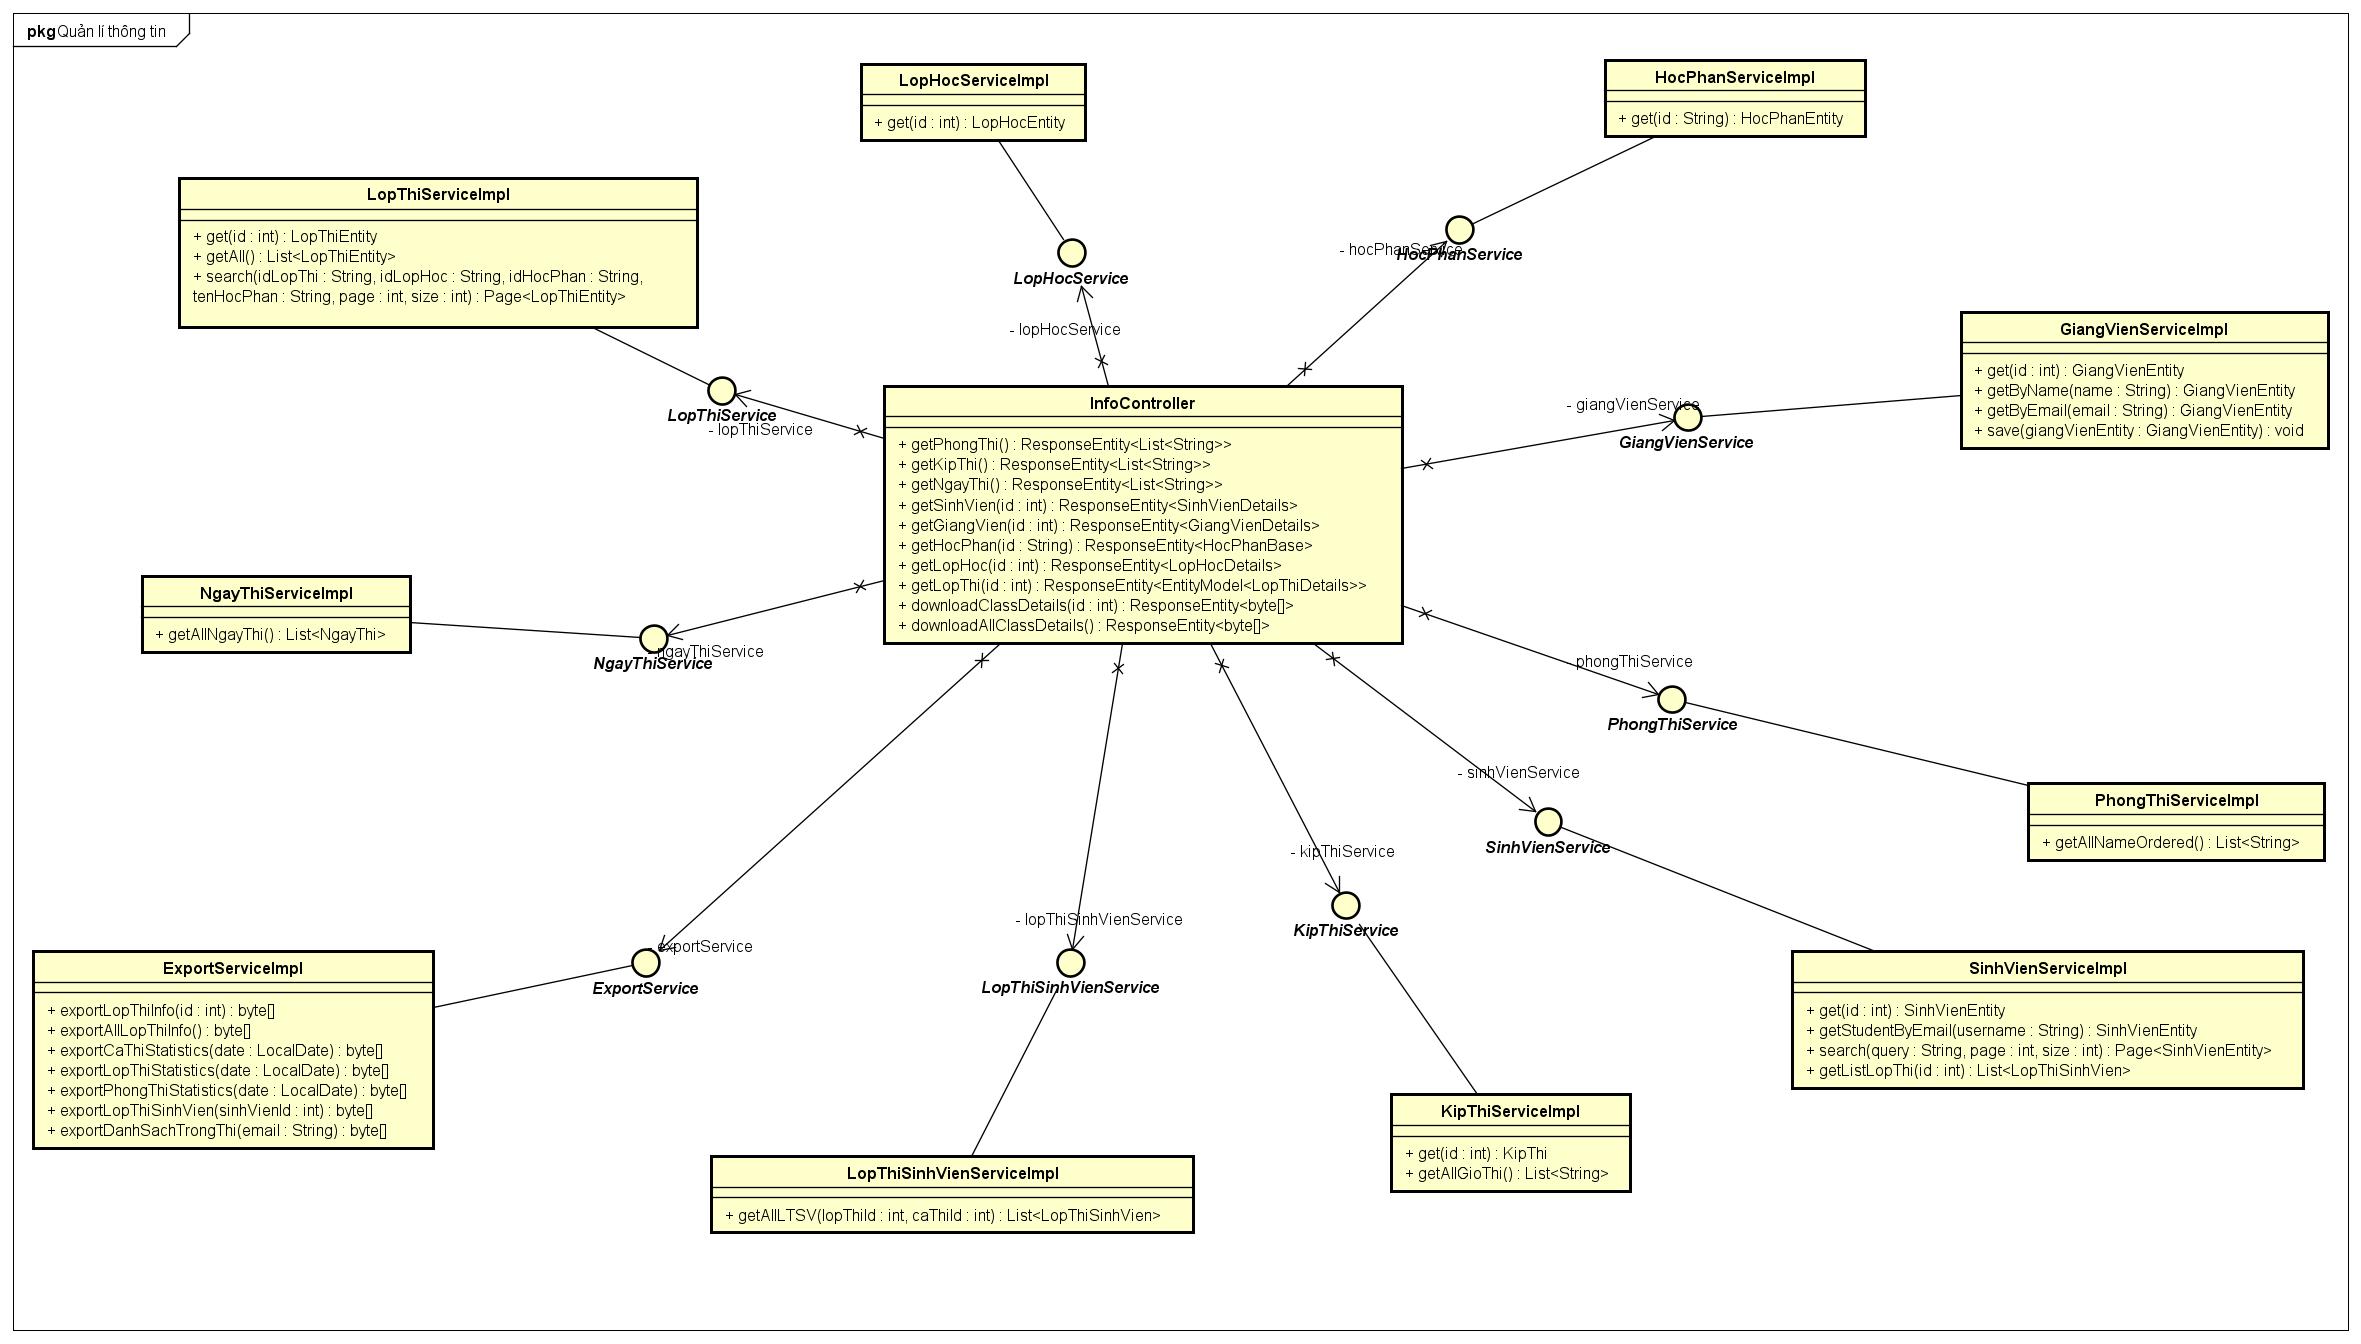 pkg Quản lí thông tin
LopHocServiceImpl
+ get(id : int) : LopHocEntity
HocPhanServiceImpl
+ get(id : String) : HocPhanEntity
LopThiServiceImpl
+ get(id : int) : LopThiEntity
+ getAll() : List<LopThiEntity>
+ search(idLopThi : String, idLopHoc : String, idHocPhan : String,
tenHocPhan : String, page : int, size : int) : Page<LopThiEntity>
LopHocService
- lopHocService
- hocPhanService
HocPhanService
GiangVienServiceImpl
+ get(id : int) : GiangVienEntity
+ getByName(name : String) : GiangVienEntity
+ getByEmail(email : String) : GiangVienEntity
+ save(giangVienEntity : GiangVienEntity) : void
LopThiService
- lopThiService
- giangVienService
GiangVienService
InfoController
+ getPhongThi() : ResponseEntity<List<String>>
+ getKipThi() : ResponseEntity<List<String>>
+ getNgayThi() : ResponseEntity<List<String>>
+ getSinhVien(id : int) : ResponseEntity<SinhVienDetails>
+ getGiangVien(id : int) : ResponseEntity<GiangVienDetails>
+ getHocPhan(id : String) : ResponseEntity<HocPhanBase>
+ getLopHoc(id : int) : ResponseEntity<LopHocDetails>
+ getLopThi(id : int) : ResponseEntity<EntityModel<LopThiDetails>>
+ downloadClassDetails(id : int) : ResponseEntity<byte[]>
+ downloadAllClassDetails() : ResponseEntity<byte[]>
NgayThiServiceImpl
+ getAllNgayThi() : List<NgayThi>
- ngayThiService
NgayThiService
phongThiService
PhongThiService
PhongThiServiceImpl
+ getAllNameOrdered() : List<String>
- sinhVienService
SinhVienService
- kipThiService
KipThiService
- lopThiSinhVienService
LopThiSinhVienService
- exportService
ExportService
ExportServiceImpl
+ exportLopThiInfo(id : int) : byte[]
+ exportAllLopThiInfo() : byte[]
+ exportCaThiStatistics(date : LocalDate) : byte[]
+ exportLopThiStatistics(date : LocalDate) : byte[]
+ exportPhongThiStatistics(date : LocalDate) : byte[]
+ exportLopThiSinhVien(sinhVienId : int) : byte[]
+ exportDanhSachTrongThi(email : String) : byte[]
SinhVienServiceImpl
+ get(id : int) : SinhVienEntity
+ getStudentByEmail(username : String) : SinhVienEntity
+ search(query : String, page : int, size : int) : Page<SinhVienEntity>
+ getListLopThi(id : int) : List<LopThiSinhVien>
KipThiServiceImpl
+ get(id : int) : KipThi
+ getAllGioThi() : List<String>
LopThiSinhVienServiceImpl
+ getAllLTSV(lopThiId : int, caThiId : int) : List<LopThiSinhVien>